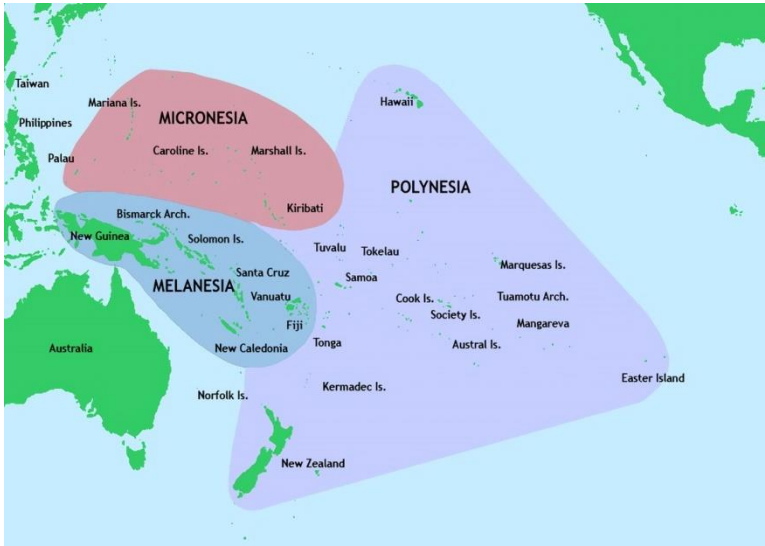 Taiwan
Hawaii
Mariana Is.
MICRONESIA
Philippines
Caroline Is.
Marshall Is.
Palau
POLYNESIA
Kiribati
Bismarck Arch.
New Guinea
Solomon Is.
Tuvalu
Tokelau
Santa Cruz
Samoa
Marquesas Is.
MELANESIA
Vanuatu
Cook Is.
Tuamotu Arch.
Society Is.
Fiji
Mangareva
Tonga
Austral Is.
Australia
New Caledonia
Easter Island
Kermadec Is.
Norfolk Is.
New Zealand